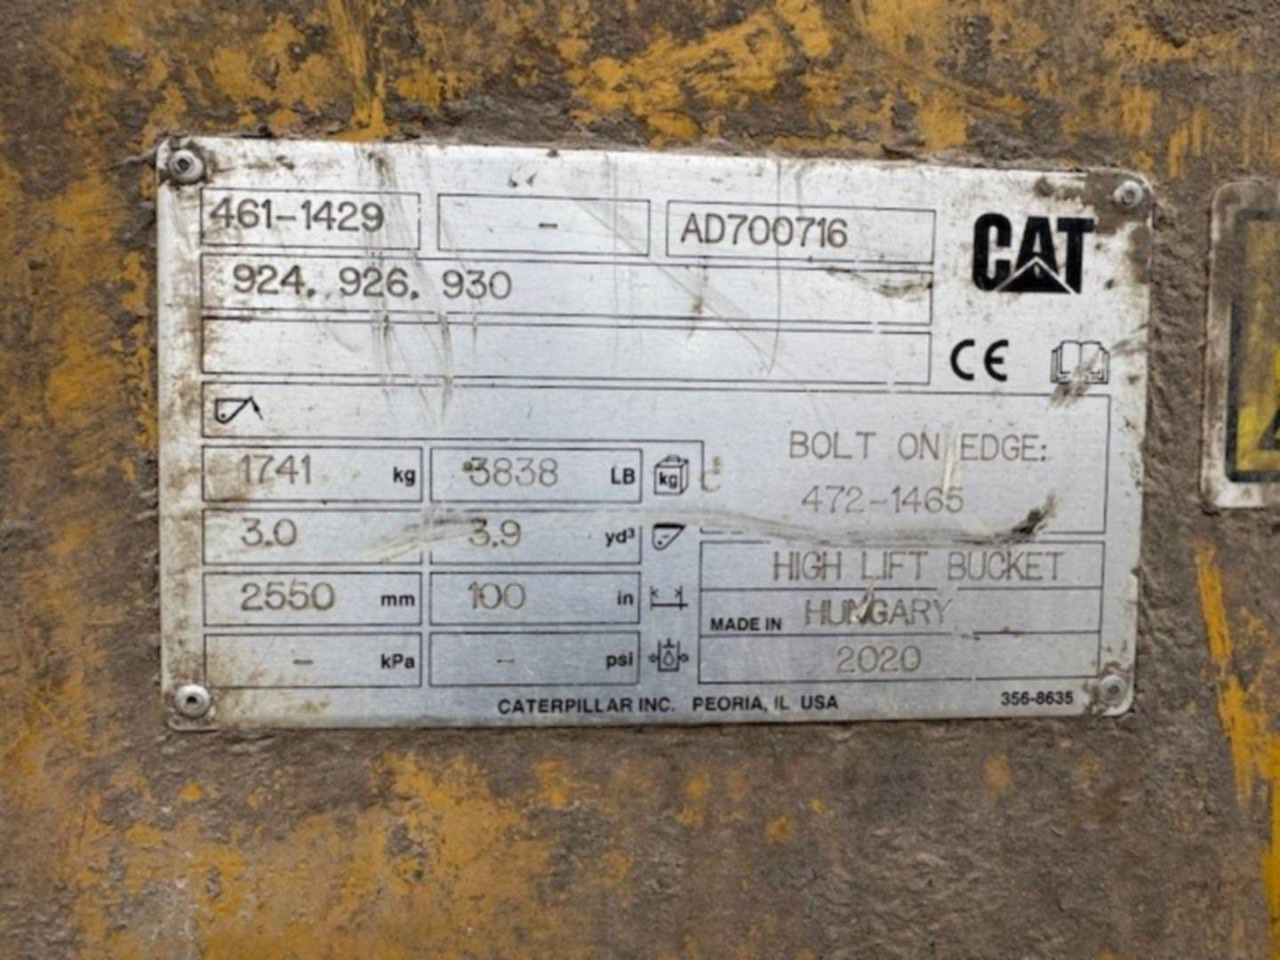 461-1429 - AD700716
CAT
924, 926, 930
CE
BOLT ON EDGE:
472-1465
1741 kg 3838 LB kg
3.0 3.9 yd³
HIGH LIFT BUCKET
2550 mm 100 in
MADE IN HUNGARY
- kPa - psi
2020
CATERPILLAR INC. PEORIA, IL USA 356-8635